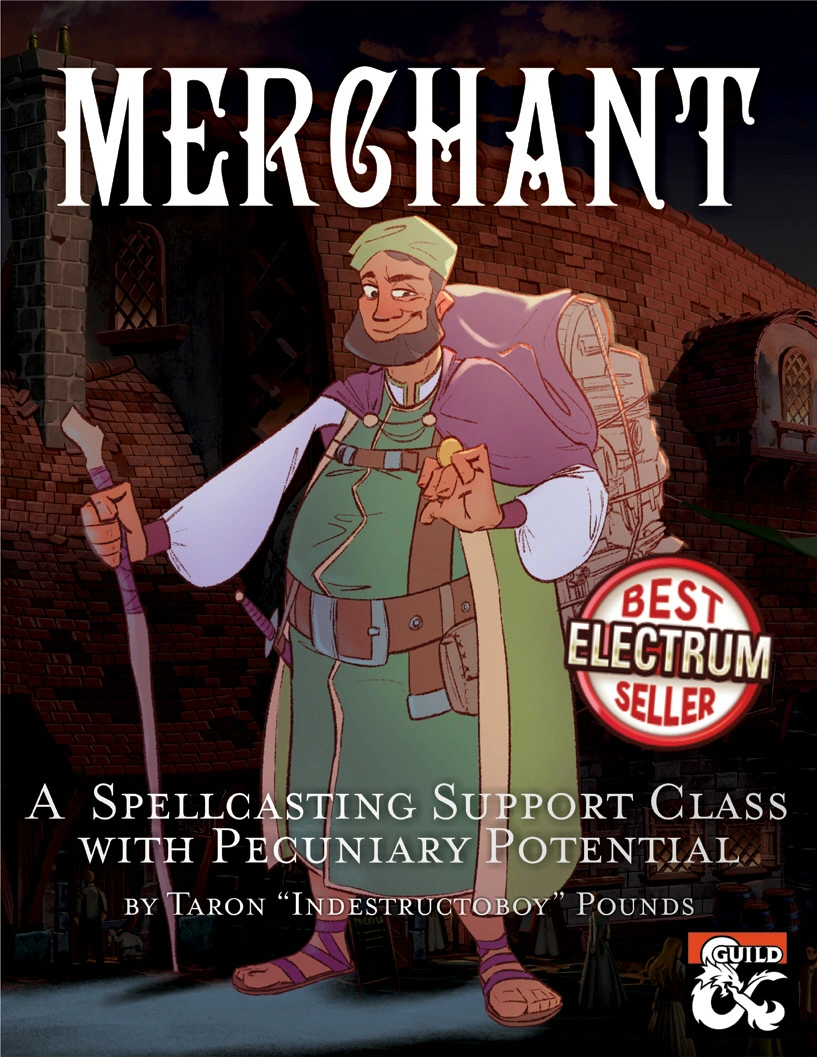 MERCHANT
BEST
ELECTRUM
SELLER
A SPELLCASTING SUPPORT CLASS
WITH PECUNIARY POTENTIAL
BY TARON “INDESTRUCTOBOY” POUNDS
GUILD